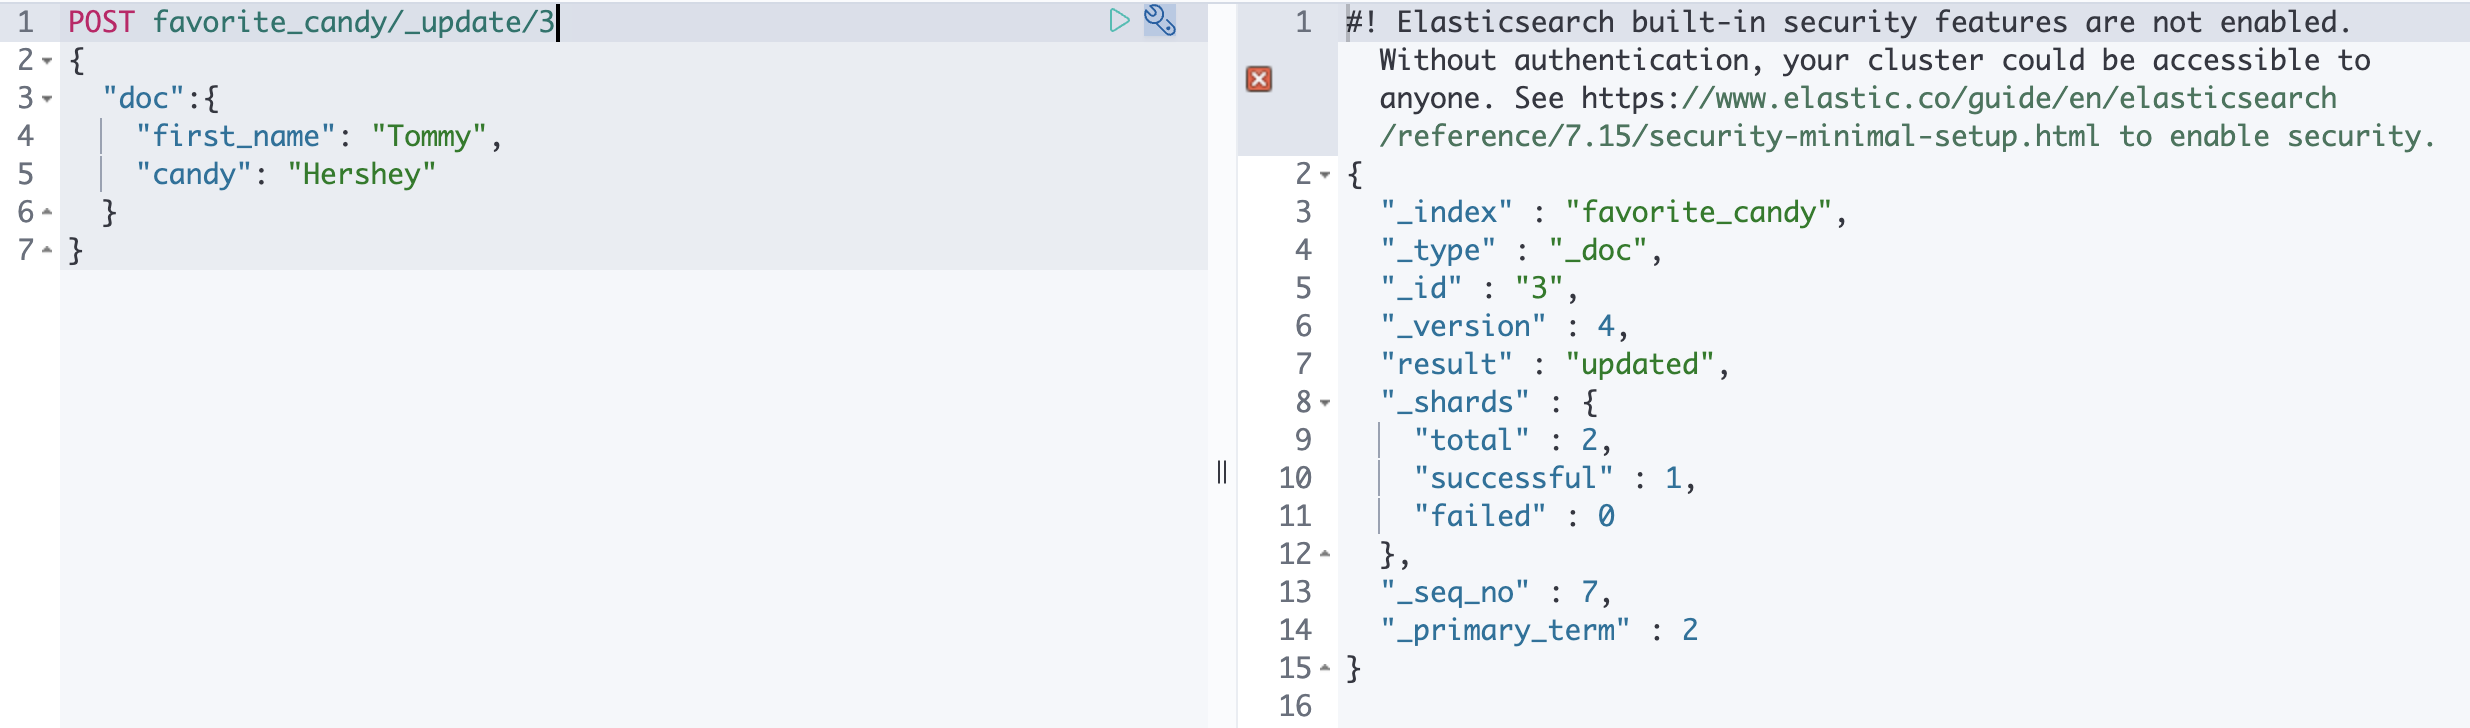 1 POST favorite_candy/_update/3
2 {
3 "doc":{
4 "first_name": "Tommy",
5 "candy": "Hershey"
6 }
7 }
1 #! Elasticsearch built-in security features are not enabled.
Without authentication, your cluster could be accessible to
anyone. See https://www.elastic.co/guide/en/elasticsearch
/reference/7.15/security-minimal-setup.html to enable security.
2 {
3 "_index" : "favorite_candy",
4 "_type" : "_doc",
5 "_id" : "3",
6 "_version" : 4,
7 "result" : "updated",
8 "_shards" : {
9 "total" : 2,
10 "successful" : 1,
11 "failed" : 0
12 },
13 "_seq_no" : 7,
14 "_primary_term" : 2
15 }
16